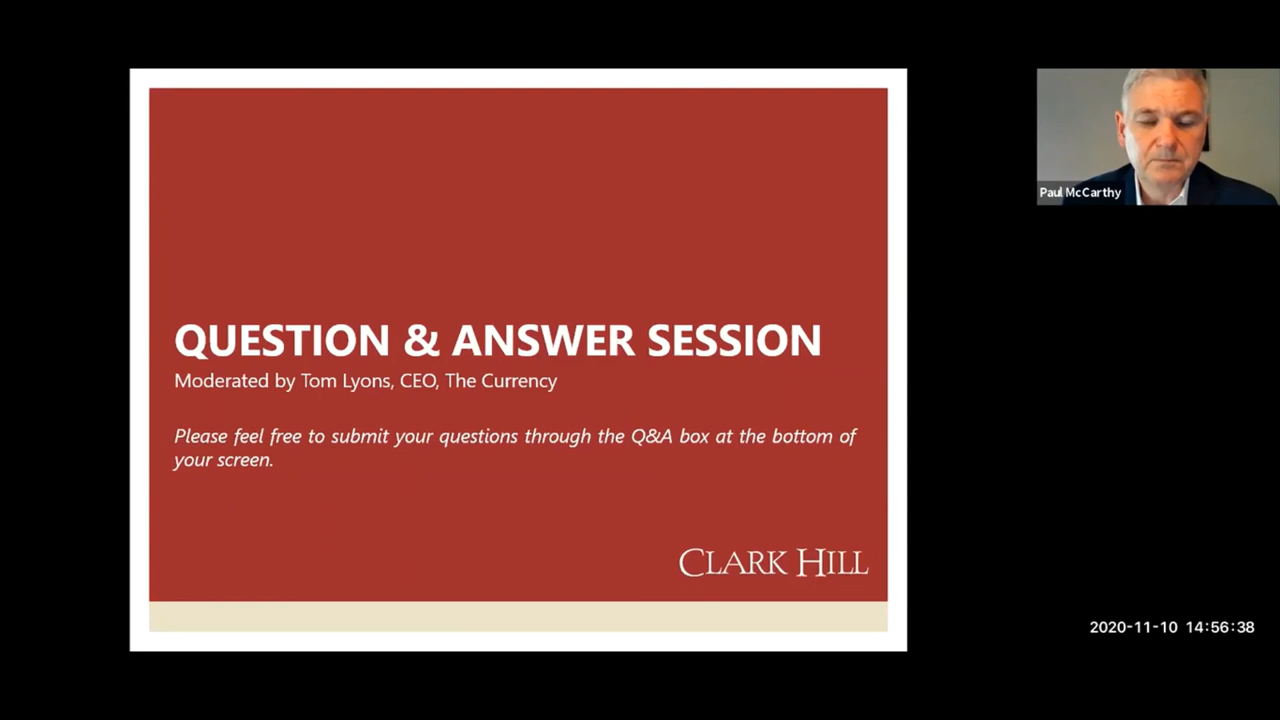 QUESTION & ANSWER SESSION
Moderated by Tom Lyons, CEO, The Currency
Please feel free to submit your questions through the Q&A box at the bottom of
your screen.
CLARK HILL
Paul McCarthy
2020-11-10 14:56:38